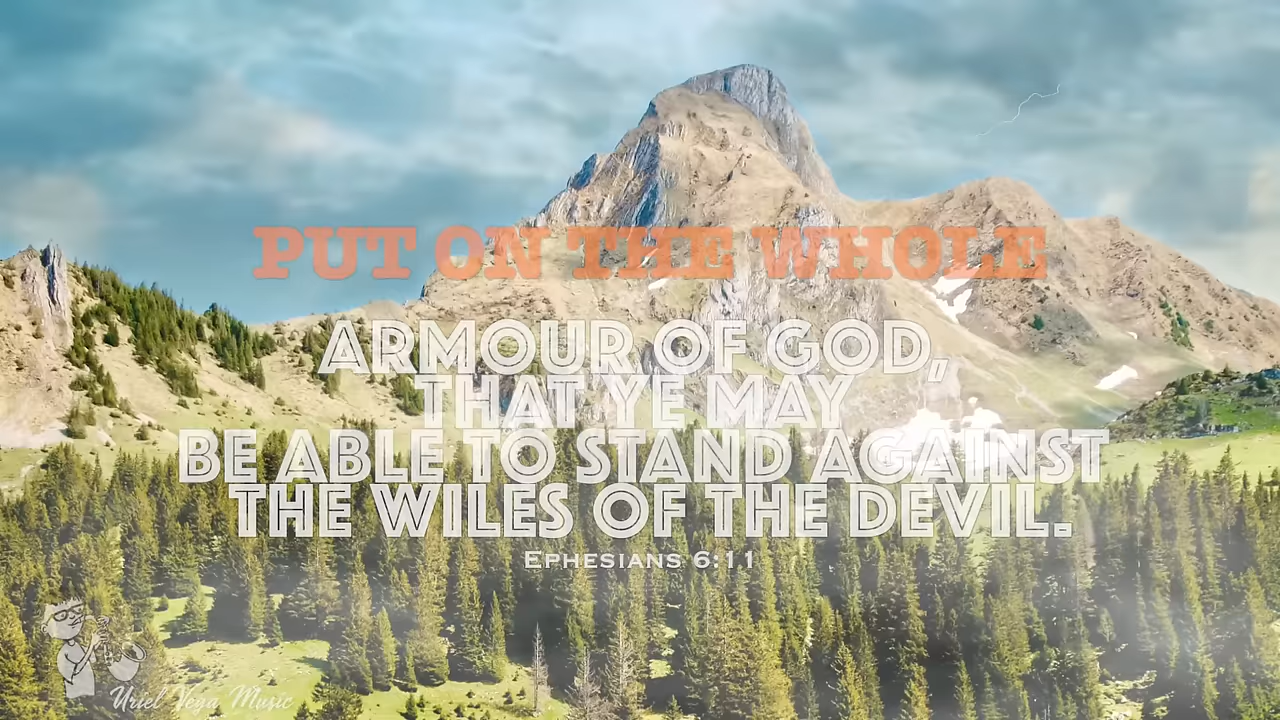 PUT ON THE WHOLE
ARMOUR OF GOD,
THAT YE MAY
BE ABLE TO STAND AGAINST
THE WILES OF THE DEVIL.
EPHESIANS 6:11
Uriel Vega Music